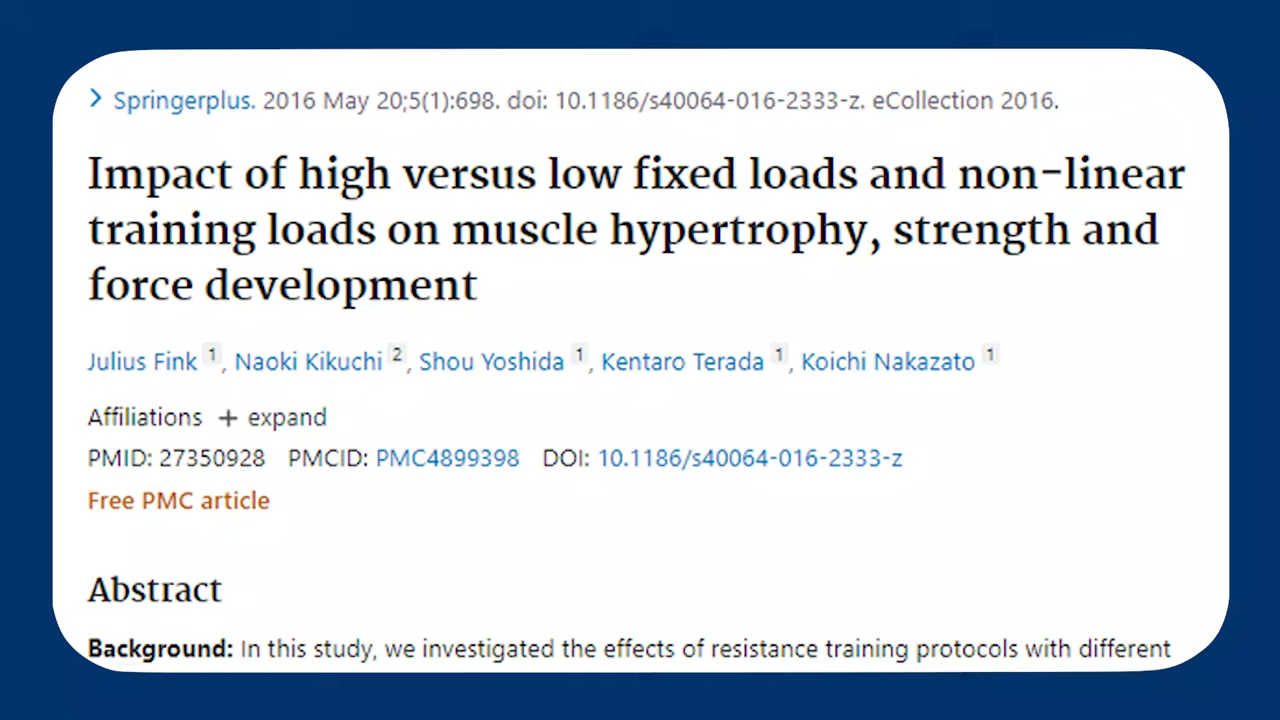 Springerplus. 2016 May 20;5(1):698. doi: 10.1186/s40064-016-2333-z. eCollection 2016.
Impact of high versus low fixed loads and non-linear
training loads on muscle hypertrophy, strength and
force development
Julius Fink 1, Naoki Kikuchi 2, Shou Yoshida 1, Kentaro Terada 1, Koichi Nakazato 1
Affiliations + expand
PMID: 27350928 PMCID: PMC4899398 DOI: 10.1186/s40064-016-2333-z
Free PMC article
Abstract
Background: In this study, we investigated the effects of resistance training protocols with different